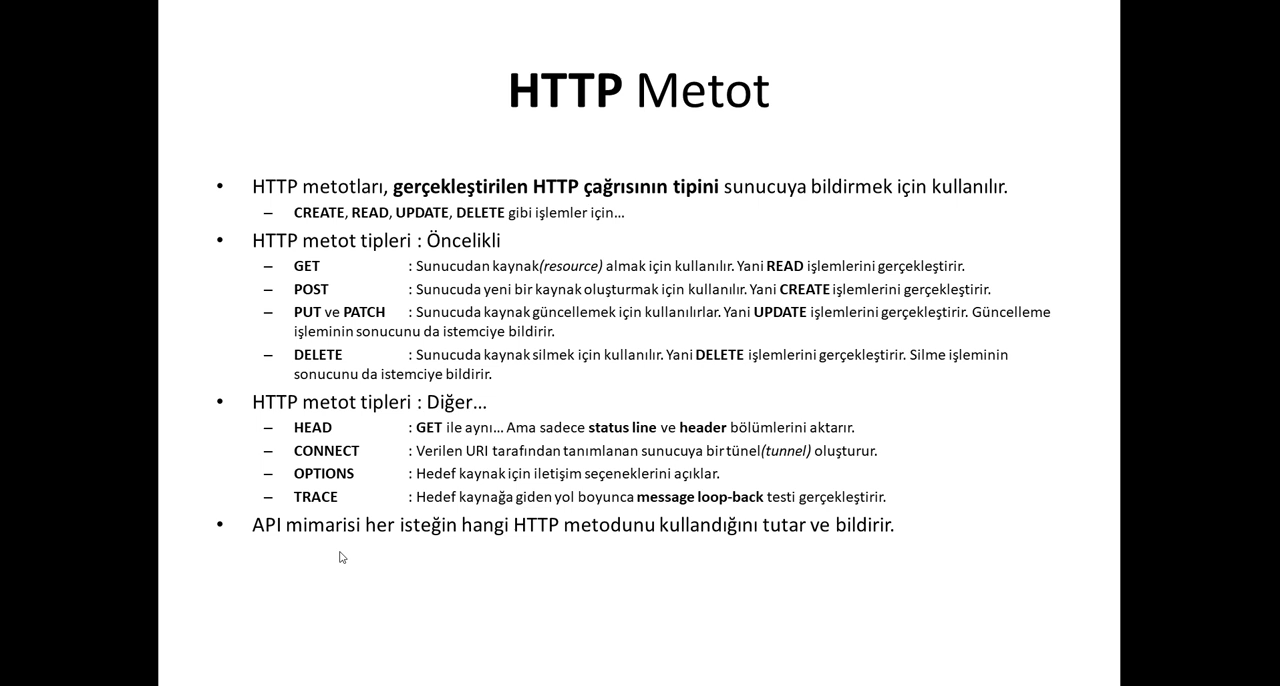 HTTP Metot
• HTTP metotları, gerçekleştirilen HTTP çağrısının tipini sunucuya bildirmek için kullanılır.
– CREATE, READ, UPDATE, DELETE gibi işlemler için...
• HTTP metot tipleri : Öncelikli
– GET : Sunucudan kaynak(resource) almak için kullanılır. Yani READ işlemlerini gerçekleştirir.
– POST : Sunucuda yeni bir kaynak oluşturmak için kullanılır. Yani CREATE işlemlerini gerçekleştirir.
– PUT ve PATCH : Sunucuda kaynak güncellemek için kullanılırlar. Yani UPDATE işlemlerini gerçekleştirir. Güncelleme
işleminin sonucunu da istemciye bildirir.
– DELETE : Sunucuda kaynak silmek için kullanılır. Yani DELETE işlemlerini gerçekleştirir. Silme işleminin
sonucunu da istemciye bildirir.
• HTTP metot tipleri : Diğer...
– HEAD : GET ile aynı... Ama sadece status line ve header bölümlerini aktarır.
– CONNECT : Verilen URI tarafından tanımlanan sunucuya bir tünel(tunnel) oluşturur.
– OPTIONS : Hedef kaynak için iletişim seçeneklerini açıklar.
– TRACE : Hedef kaynağa giden yol boyunca message loop-back testi gerçekleştirir.
• API mimarisi her isteğin hangi HTTP metodunu kullandığını tutar ve bildirir.